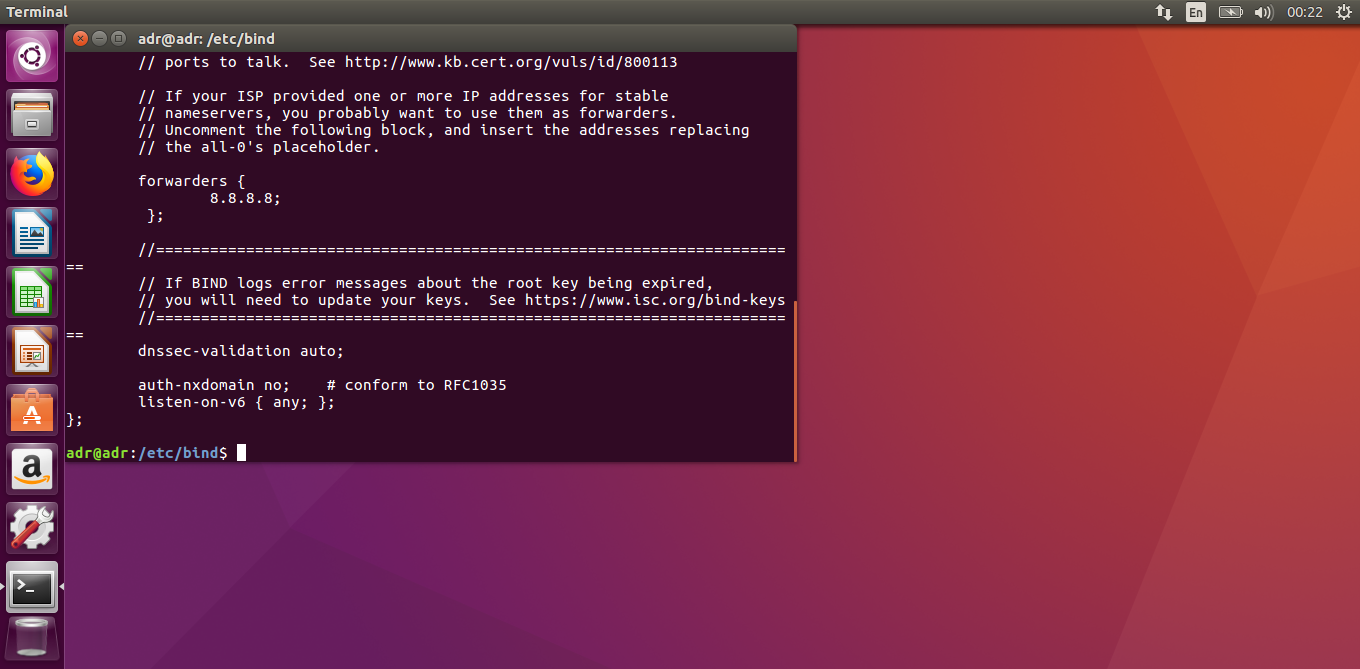 Terminal
En
00:22
adr@adr: /etc/bind
// ports to talk.  See http://www.kb.cert.org/vuls/id/800113
// If your ISP provided one or more IP addresses for stable
// nameservers, you probably want to use them as forwarders.
// Uncomment the following block, and insert the addresses replacing
// the all-0's placeholder.
forwarders {
8.8.8.8;
};
//======================================================================
==
// If BIND logs error messages about the root key being expired,
// you will need to update your keys.  See https://www.isc.org/bind-keys
//======================================================================
==
dnssec-validation auto;
auth-nxdomain no;    # conform to RFC1035
listen-on-v6 { any; };
};
adr@adr:/etc/bind$